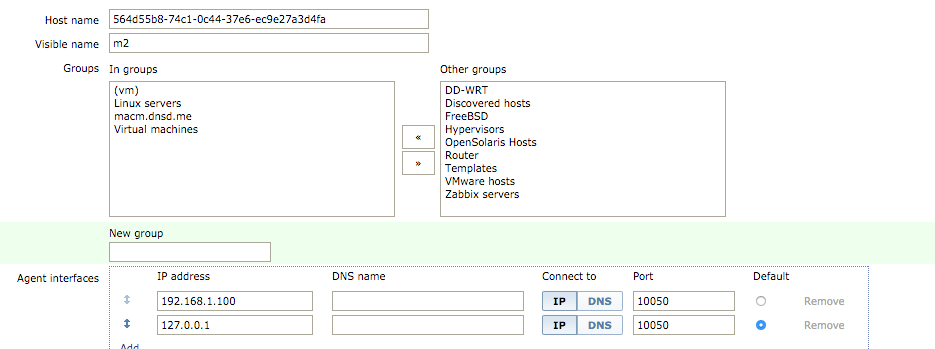 Host name 564d55b8-74c1-0c44-37e6-ec9e27a3d4fa
Visible name m2
Groups In groups Other groups
(vm)
Linux servers
macm.dnsd.me
Virtual machines
«
»
DD-WRT
Discovered hosts
FreeBSD
Hypervisors
OpenSolaris Hosts
Router
Templates
VMware hosts
Zabbix servers
New group
Agent interfaces IP address DNS name Connect to Port Default
192.168.1.100 IP DNS 10050 Remove
127.0.0.1 IP DNS 10050 Remove
Add